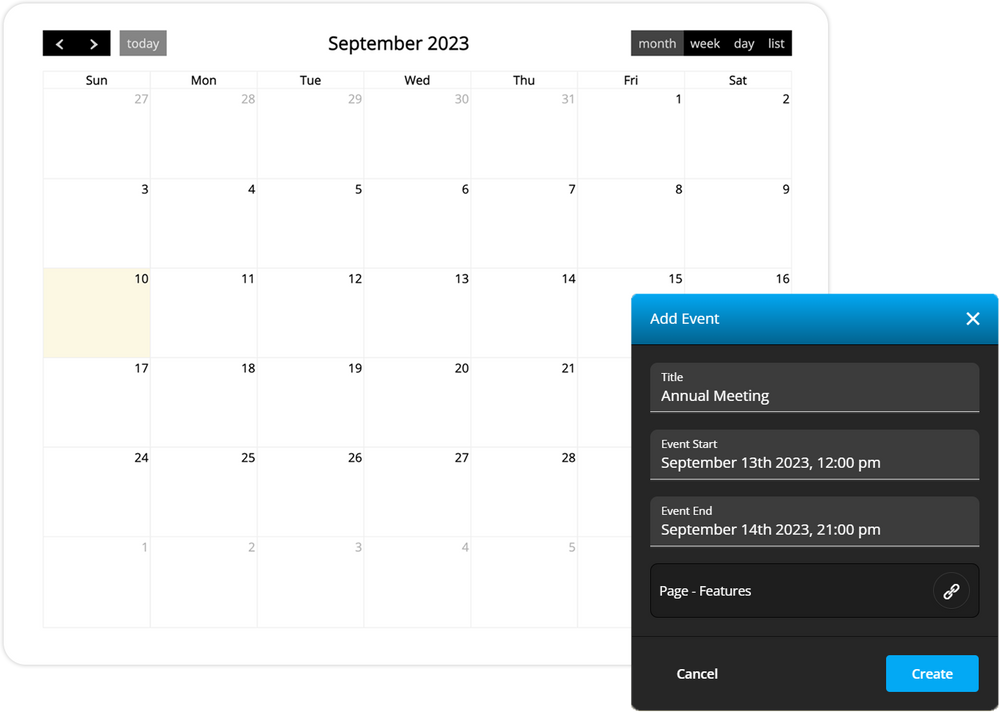 today September 2023 month week day list
Sun Mon Tue Wed Thu Fri Sat
27 28 29 30 31 1 2
3 4 5 6 7 8 9
10 11 12 13 14 15 16
17 18 19 20 21
24 25 26 27 28
1 2 3 4 5
Add Event
Title
Annual Meeting
Event Start
September 13th 2023, 12:00 pm
Event End
September 14th 2023, 21:00 pm
Page - Features
Cancel Create